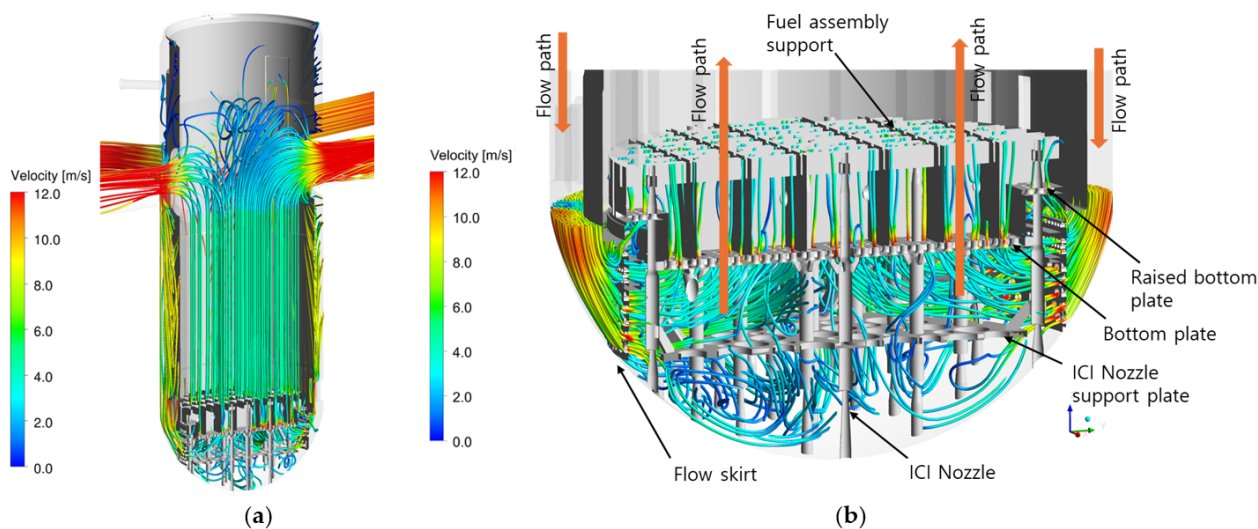 Velocity [m/s]
12.0
10.0
8.0
6.0
4.0
2.0
0.0
(a)
Velocity [m/s]
12.0
10.0
8.0
6.0
4.0
2.0
0.0
Flow path
Flow path
Fuel assembly
support
Flow path
Flow path
Raised bottom
plate
Bottom plate
ICI Nozzle
support plate
Flow skirt
ICI Nozzle
Y
(b)